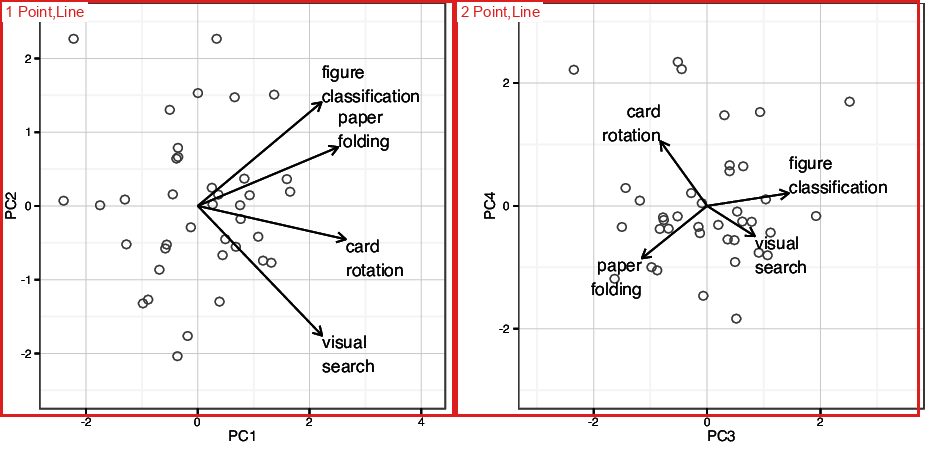 1 Point,Line
2 Point,Line
figure
classification
paper
folding
card
rotation
visual
search
2
1
0
-1
-2
PC2
-2
0
2
4
PC1
card
rotation
figure
classification
visual
search
paper
folding
2
0
-2
PC4
-2
0
2
PC3